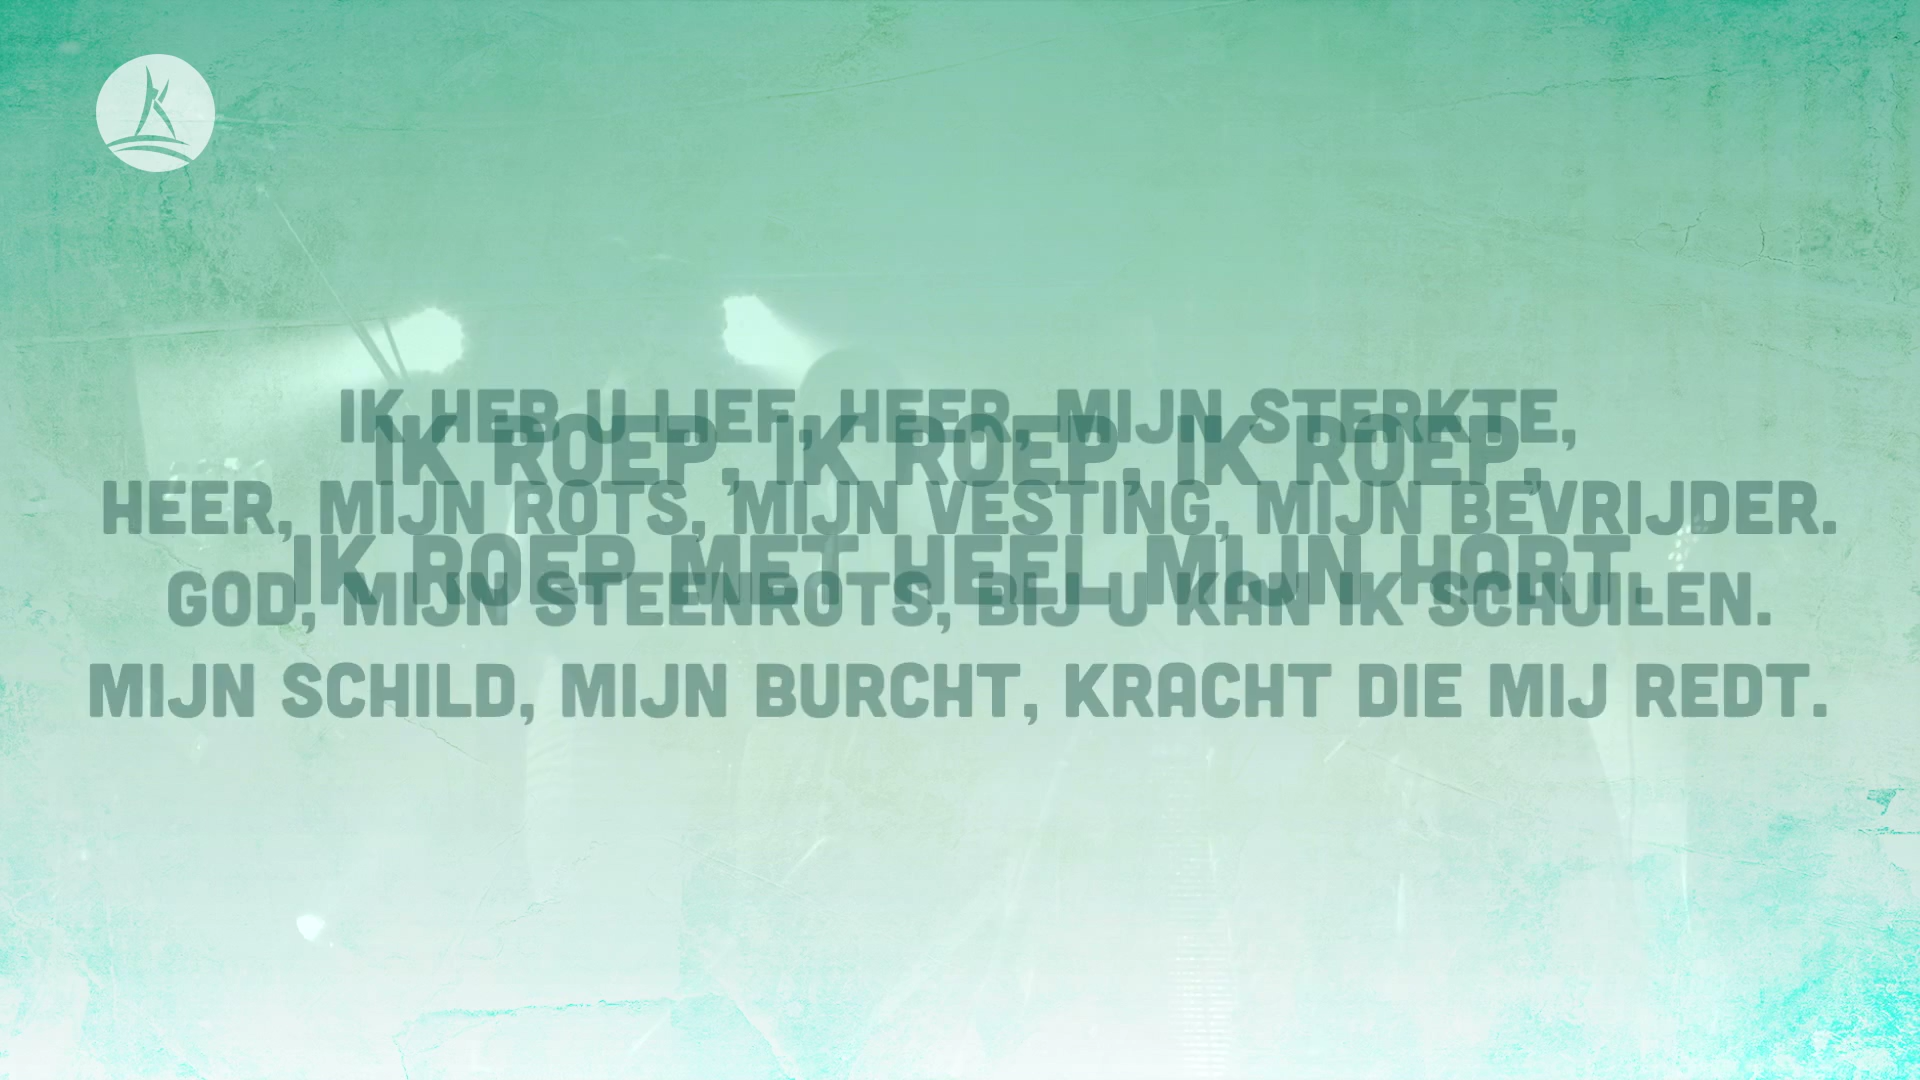 IK HEB U LIEF, HEER, MIJN STERKTE,
HEER, MIJN ROTS, MIJN VESTING, MIJN BEVRIJDER.
GOD, MIJN STEENROTS, BIJ U KAN IK SCHUILEN.
MIJN SCHILD, MIJN BURCHT, KRACHT DIE MIJ REDT.
IK ROEP, IK ROEP, IK ROEP,
IK ROEP MET HEEL MIJN HART.